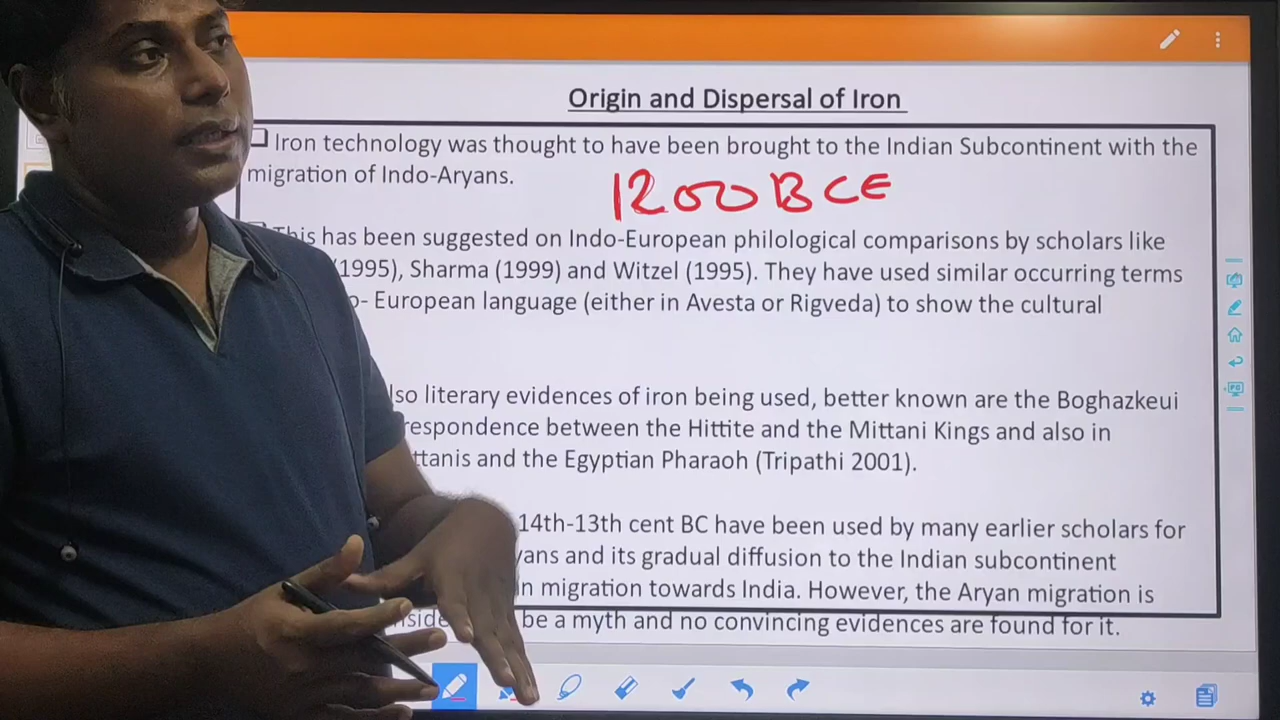 Origin and Dispersal of Iron
Iron technology was thought to have been brought to the Indian Subcontinent with the
migration of Indo-Aryans.
1200 BCE
This has been suggested on Indo-European philological comparisons by scholars like
(1995), Sharma (1999) and Witzel (1995). They have used similar occurring terms
European language (either in Avesta or Rigveda) to show the cultural
literary evidences of iron being used, better known are the Boghazkeui
between the Hittite and the Mittani Kings and also in
and the Egyptian Pharaoh (Tripathi 2001).
14th-13th cent BC have been used by many earlier scholars for
and its gradual diffusion to the Indian subcontinent
migration towards India. However, the Aryan migration is
be a myth and no convincing evidences are found for it.